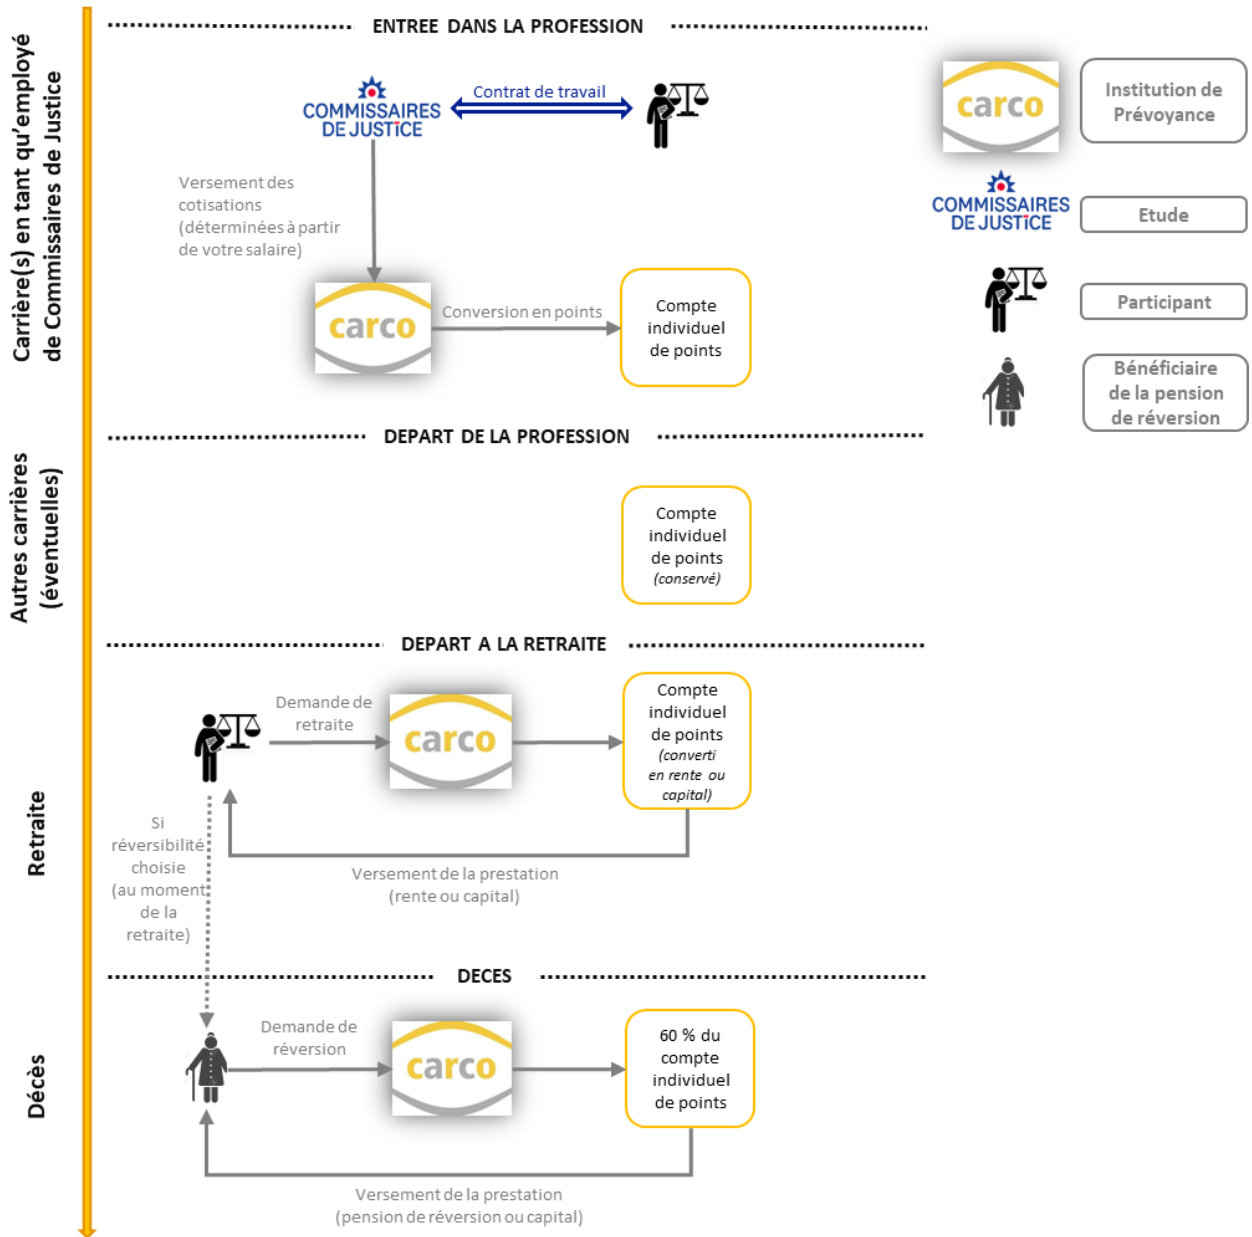 ENTREE DANS LA PROFESSION
Carrière(s) en tant qu'employé
de Commissaires de Justice
COMMISSAIRES
DE JUSTICE
Contrat de travail
Versement des
cotisations
(déterminées à partir
de votre salaire)
carco
Conversion en points
Compte
individuel
de points
carco
Institution de
Prévoyance
COMMISSAIRES
DE JUSTICE
Etude
Participant
Bénéficiaire
de la pension
de réversion
DEPART DE LA PROFESSION
Autres carrières
(éventuelles)
Compte
individuel
de points
(conservé)
DEPART A LA RETRAITE
Retraite
Demande de
retraite
carco
Compte
individuel
de points
(converti
en rente ou
capital)
Versement de la prestation
(rente ou capital)
Si
réversibilité
choisie
(au moment
de la
retraite)
DECES
Décès
Demande de
réversion
carco
60 % du
compte
individuel
de points
Versement de la prestation
(pension de réversion ou capital)